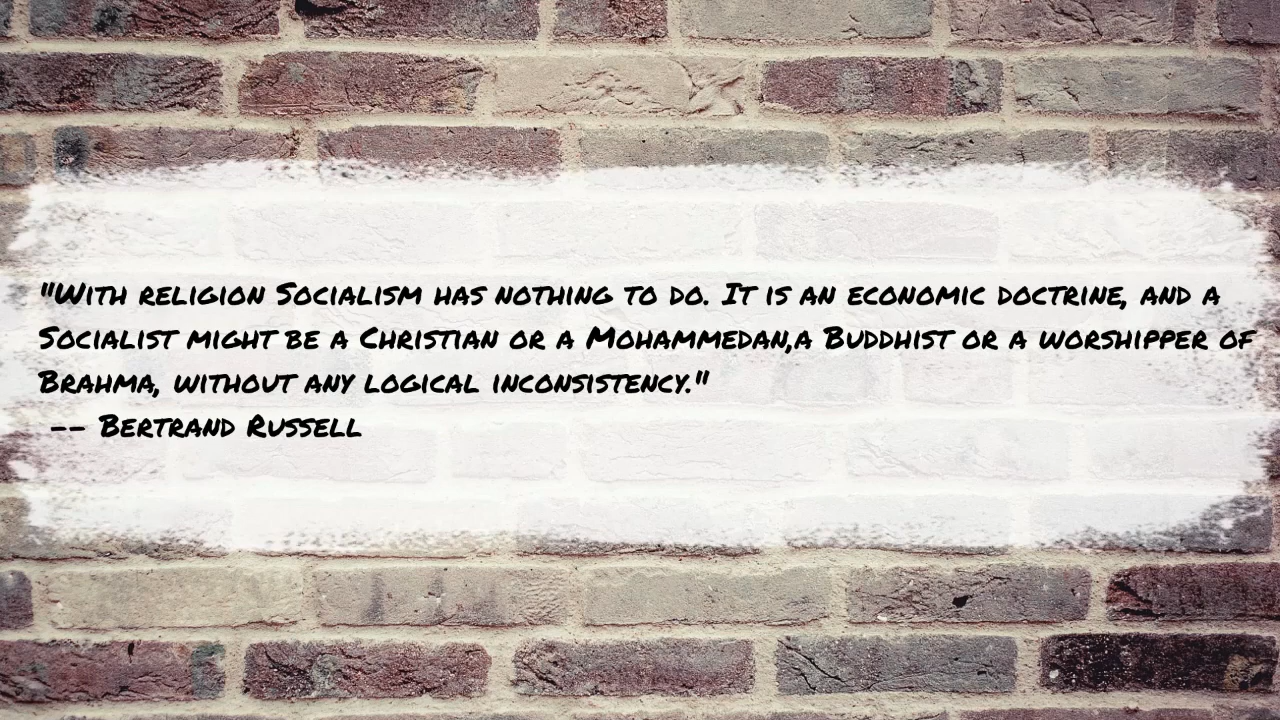 "With religion Socialism has nothing to do. It is an economic doctrine, and a
Socialist might be a Christian or a Mohammedan,a Buddhist or a worshipper of
Brahma, without any logical inconsistency."
-- Bertrand Russell